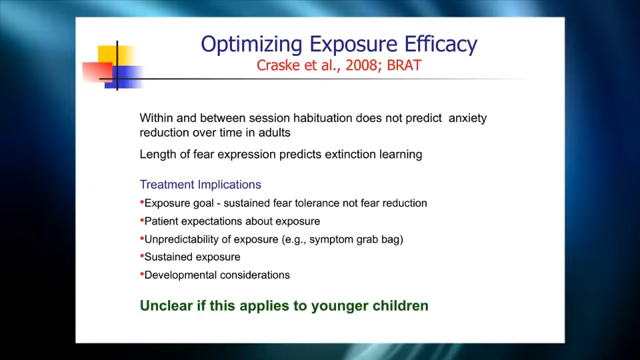 Optimizing Exposure Efficacy
Craske et al., 2008; BRAT
Within and between session habituation does not predict anxiety
reduction over time in adults
Length of fear expression predicts extinction learning
Treatment Implications
•Exposure goal - sustained fear tolerance not fear reduction
•Patient expectations about exposure
•Unpredictability of exposure (e.g., symptom grab bag)
•Sustained exposure
•Developmental considerations
Unclear if this applies to younger children